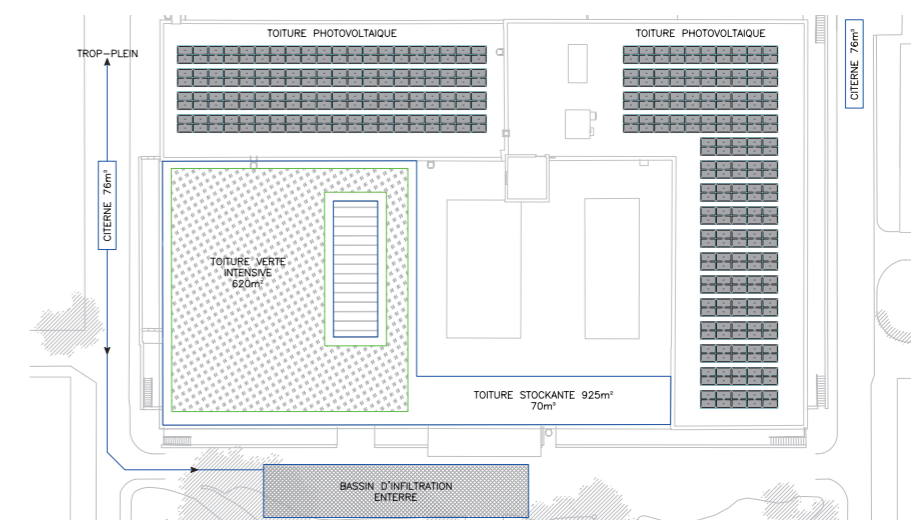 TOITURE PHOTOVOLTAIQUE
TOITURE PHOTOVOLTAIQUE
TROP-PLEIN
CITERNE 76m³
CITERNE 76m³
TOITURE VERTE
INTENSIVE
620m²
TOITURE STOCKANTE 925m²
70m³
BASSIN D'INFILTRATION
ENTERRE